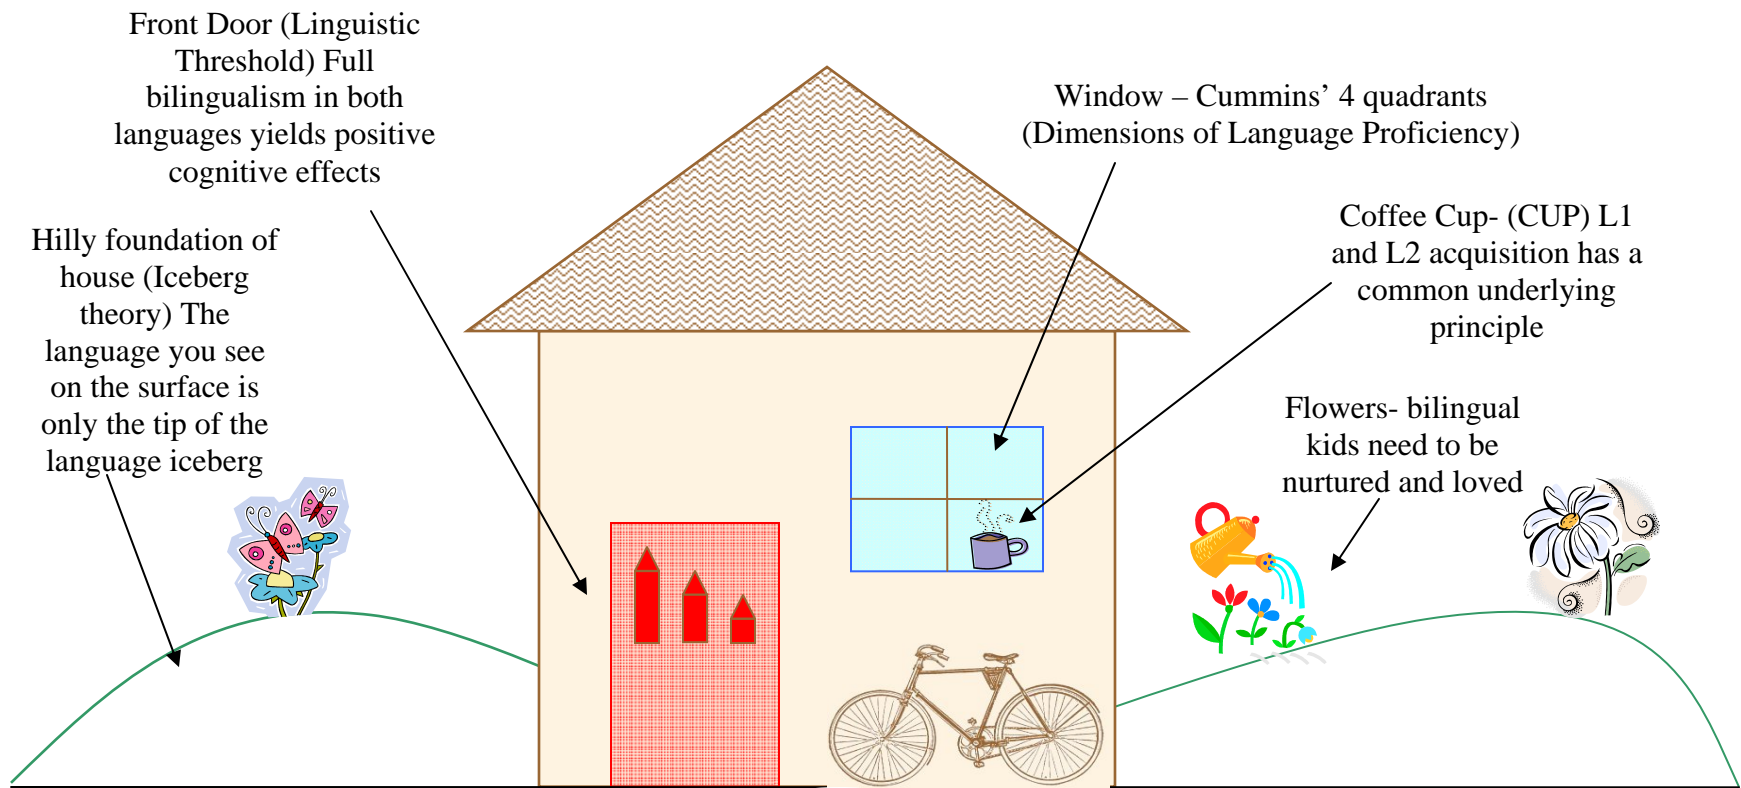 Front Door (Linguistic
Threshold) Full
bilingualism in both
languages yields positive
cognitive effects
Hilly foundation of
house (Iceberg
theory) The
language you see
on the surface is
only the tip of the
language iceberg
Window – Cummins’ 4 quadrants
(Dimensions of Language Proficiency)
Coffee Cup- (CUP) L1
and L2 acquisition has a
common underlying
principle
Flowers- bilingual
kids need to be
nurtured and loved